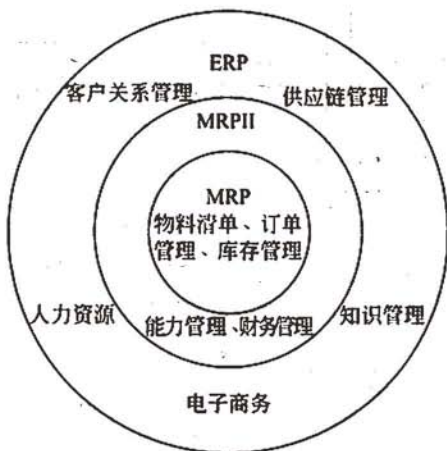 ERP
客户关系管理
供应链管理
MRPII
MRP
物料清单、订单
管理、库存管理
人力资源
能力管理、财务管理
知识管理
电子商务